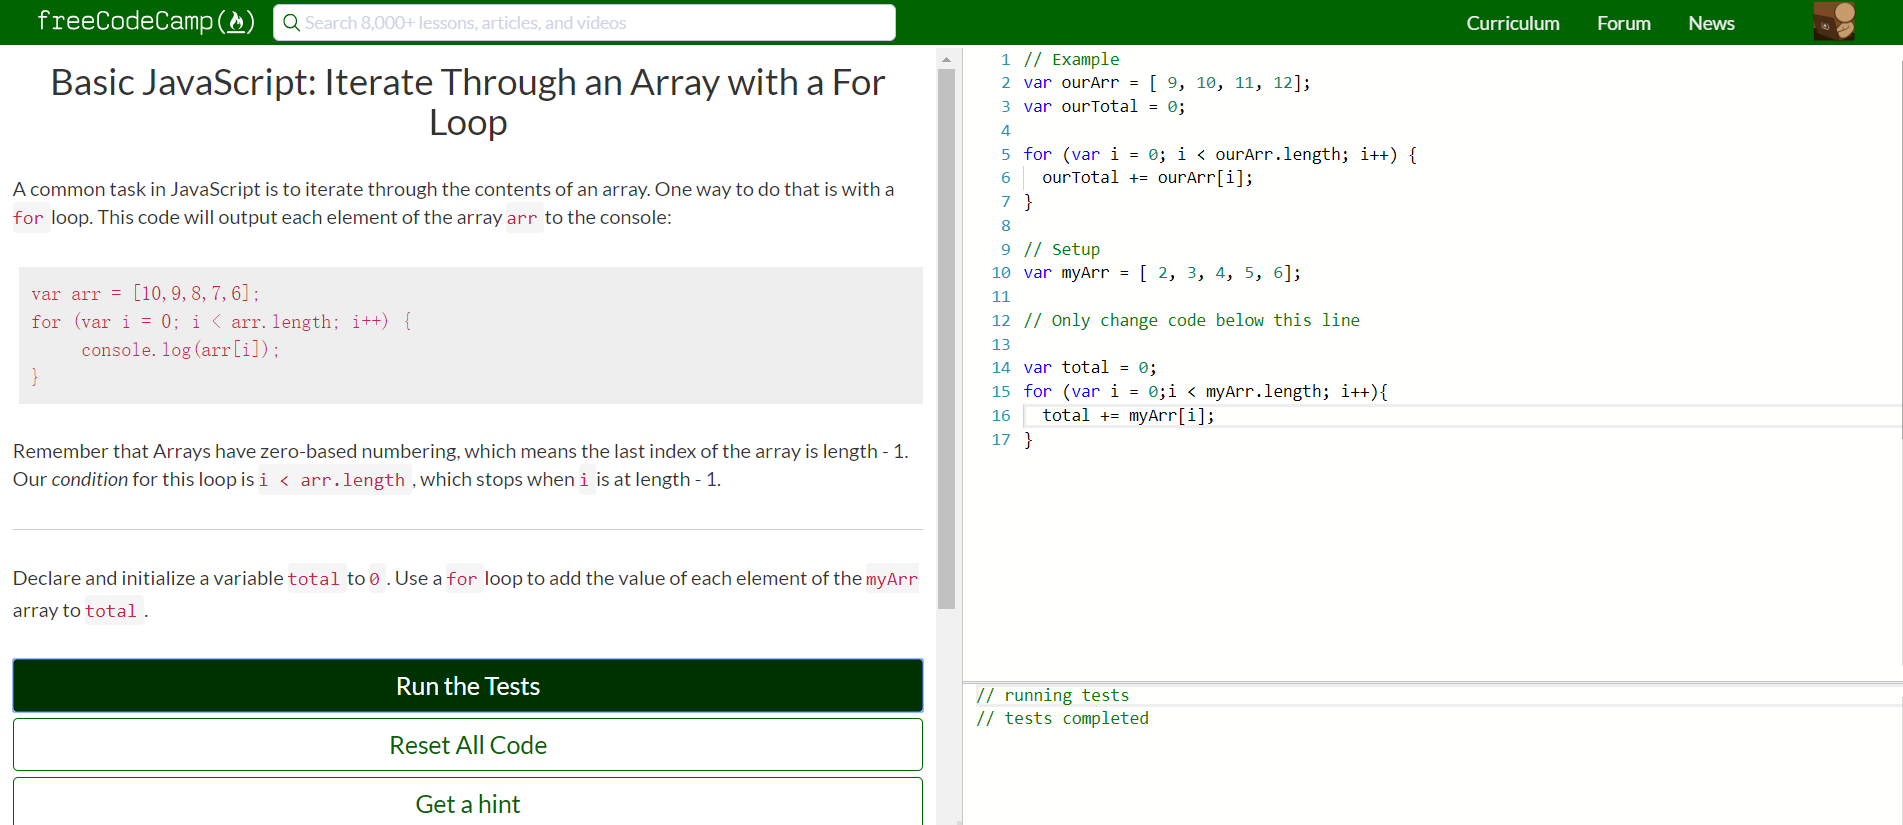 freeCodeCamp(🔥)
Search 8,000+ lessons, articles, and videos
Curriculum
Forum
News
Basic JavaScript: Iterate Through an Array with a For
Loop
A common task in JavaScript is to iterate through the contents of an array. One way to do that is with a
for loop. This code will output each element of the array arr to the console:
var arr = [10,9,8,7,6];
for (var i = 0; i < arr.length; i++) {
     console.log(arr[i]);
}
Remember that Arrays have zero-based numbering, which means the last index of the array is length - 1.
Our condition for this loop is i < arr.length , which stops when i is at length - 1.
Declare and initialize a variable total to 0 . Use a for loop to add the value of each element of the myArr
array to total .
Run the Tests
Reset All Code
Get a hint
1 // Example
2 var ourArr = [ 9, 10, 11, 12];
3 var ourTotal = 0;
4
5 for (var i = 0; i < ourArr.length; i++) {
6   ourTotal += ourArr[i];
7 }
8
9 // Setup
10 var myArr = [ 2, 3, 4, 5, 6];
11
12 // Only change code below this line
13
14 var total = 0;
15 for (var i = 0;i < myArr.length; i++){
16   total += myArr[i];
17 }
// running tests
// tests completed